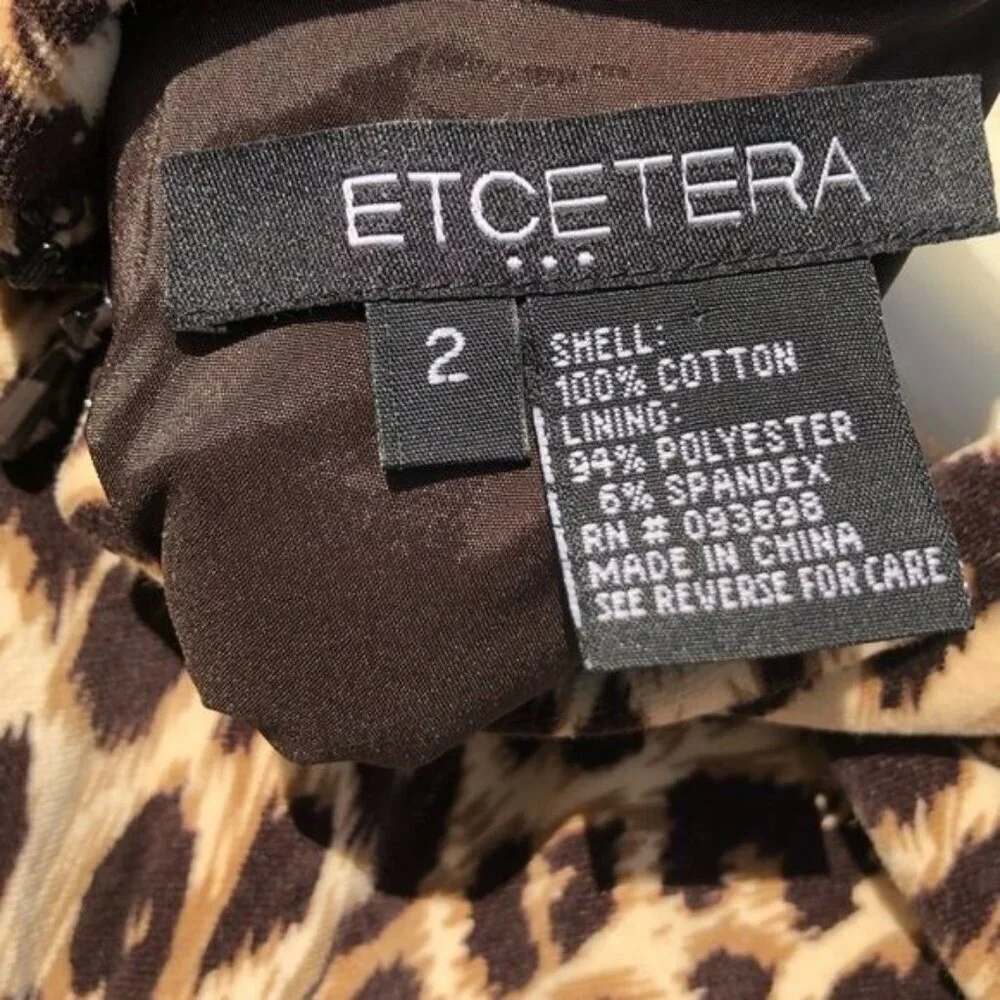 ETCETERA
...
2
SHELL:
100% COTTON
LINING:
94% POLYESTER
6% SPANDEX
RN # 093698
MADE IN CHINA
SEE REVERSE FOR CARE